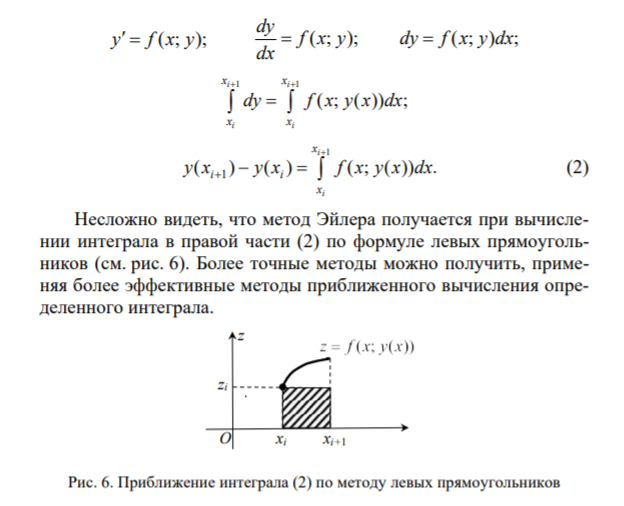 y′ = f(x; y); dy/dx = f(x; y); dy = f(x; y)dx;
∫_{x_i}^{x_{i+1}} dy = ∫_{x_i}^{x_{i+1}} f(x; y(x))dx;
y(x_{i+1}) − y(x_i) = ∫_{x_i}^{x_{i+1}} f(x; y(x))dx. (2)
Несложно видеть, что метод Эйлера получается при вычисле-
нии интеграла в правой части (2) по формуле левых прямоуголь-
ников (см. рис. 6). Более точные методы можно получить, приме-
няя более эффективные методы приближенного вычисления опре-
деленного интеграла.
z
z = f(x; y(x))
z_i
O x_i x_{i+1}
Рис. 6. Приближение интеграла (2) по методу левых прямоугольников